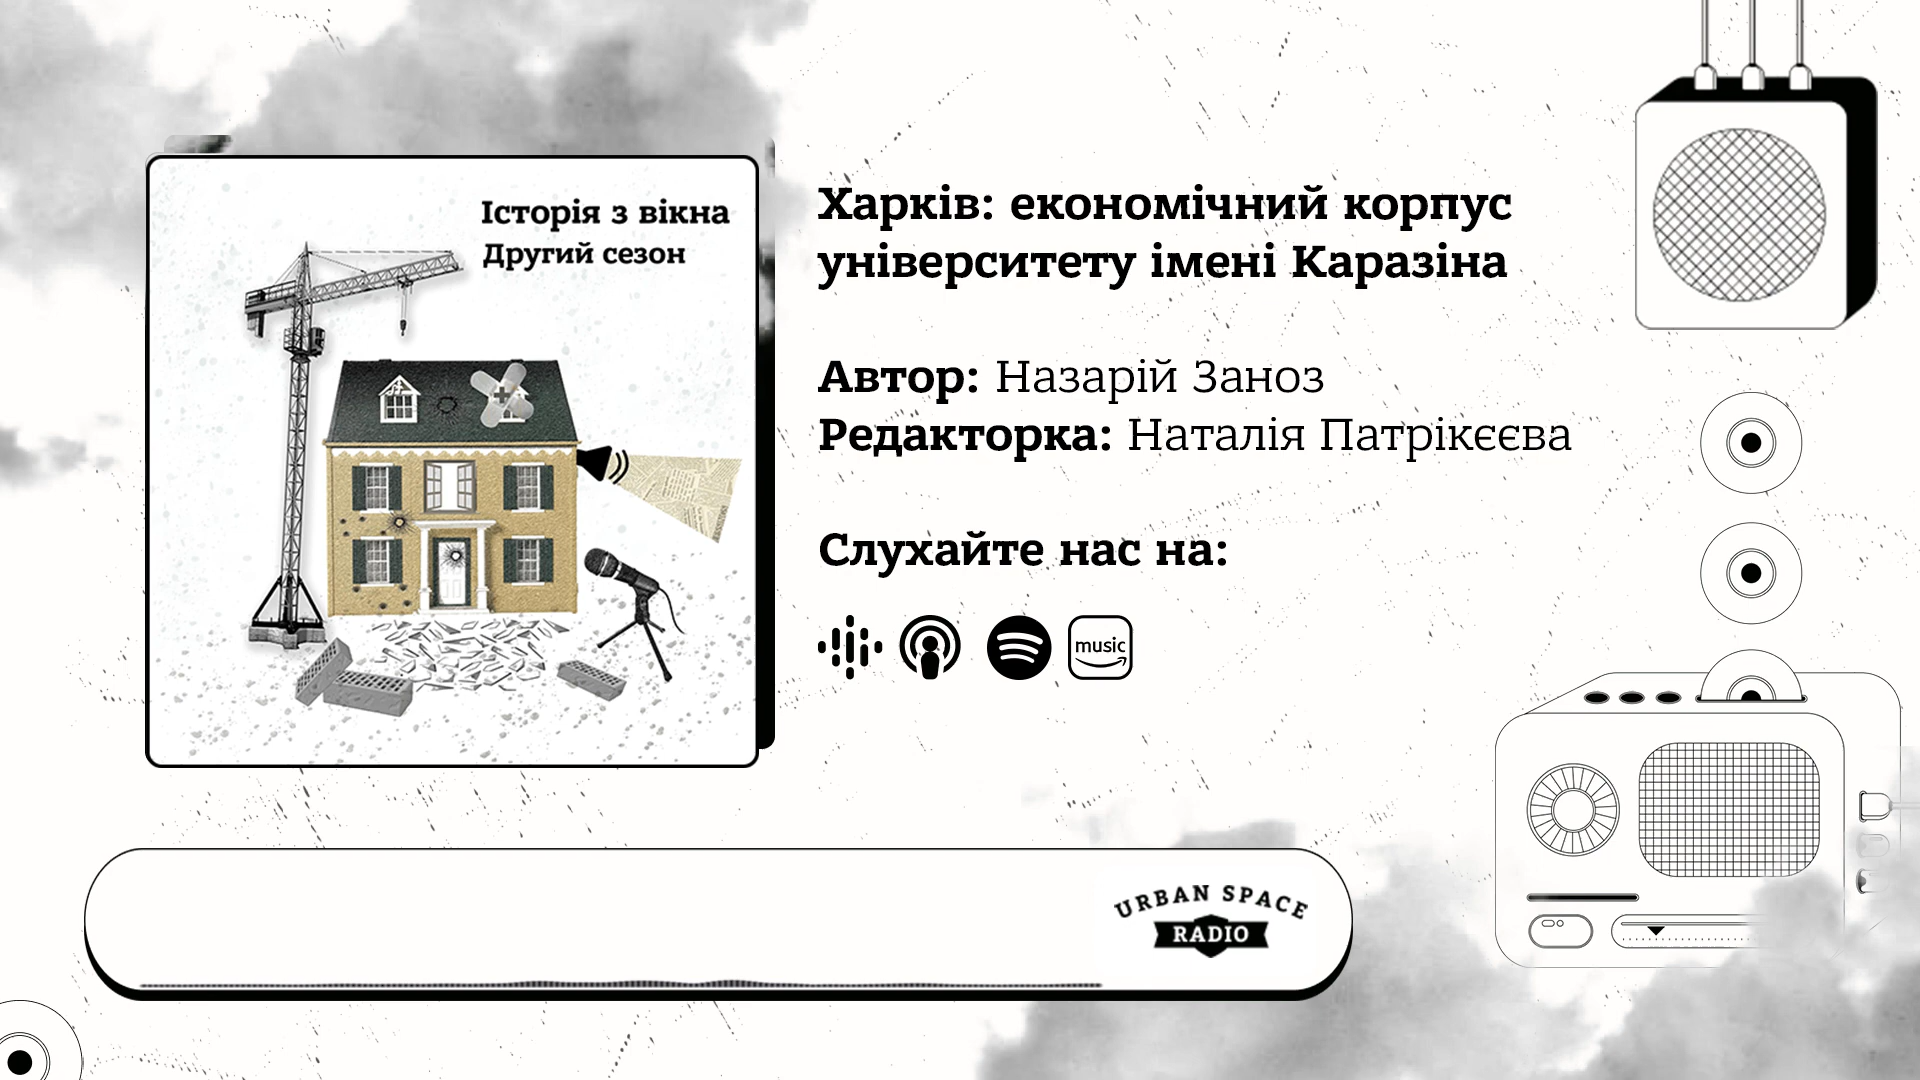 Історія з вікна
Другий сезон
Харків: економічний корпус
університету імені Каразіна
Автор: Назарій Заноз
Редакторка: Наталія Патрікєєва
Слухайте нас на:
music
URBAN SPACE
RADIO